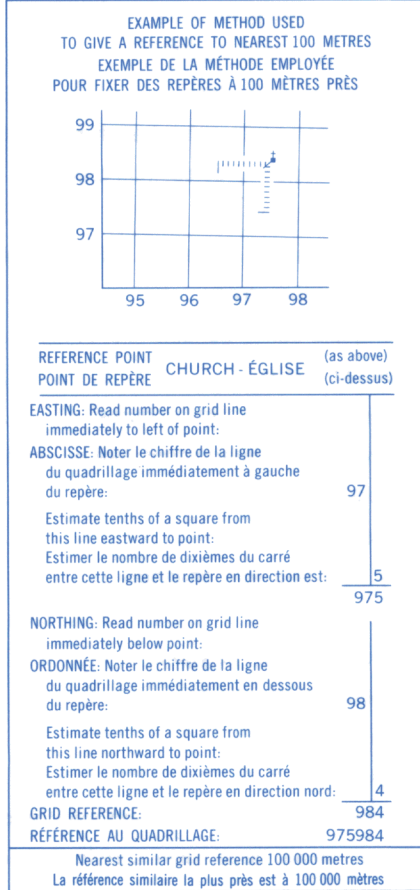 EXAMPLE OF METHOD USED
TO GIVE A REFERENCE TO NEAREST 100 METRES
EXEMPLE DE LA MÉTHODE EMPLOYÉE
POUR FIXER DES REPÈRES À 100 MÈTRES PRÈS
99
98
97
95 96 97 98
REFERENCE POINT
POINT DE REPÈRE
CHURCH - ÉGLISE
(as above)
(ci-dessus)
EASTING: Read number on grid line
immediately to left of point:
ABSCISSE: Noter le chiffre de la ligne
du quadrillage immédiatement à gauche
du repère: 97
Estimate tenths of a square from
this line eastward to point:
Estimer le nombre de dixièmes du carré
entre cette ligne et le repère en direction est: 5
975
NORTHING: Read number on grid line
immediately below point:
ORDONNÉE: Noter le chiffre de la ligne
du quadrillage immédiatement en dessous
du repère: 98
Estimate tenths of a square from
this line northward to point:
Estimer le nombre de dixièmes du carré
entre cette ligne et le repère en direction nord: 4
GRID REFERENCE: 984
RÉFÉRENCE AU QUADRILLAGE: 975984
Nearest similar grid reference 100 000 metres
La référence similaire la plus près est à 100 000 mètres